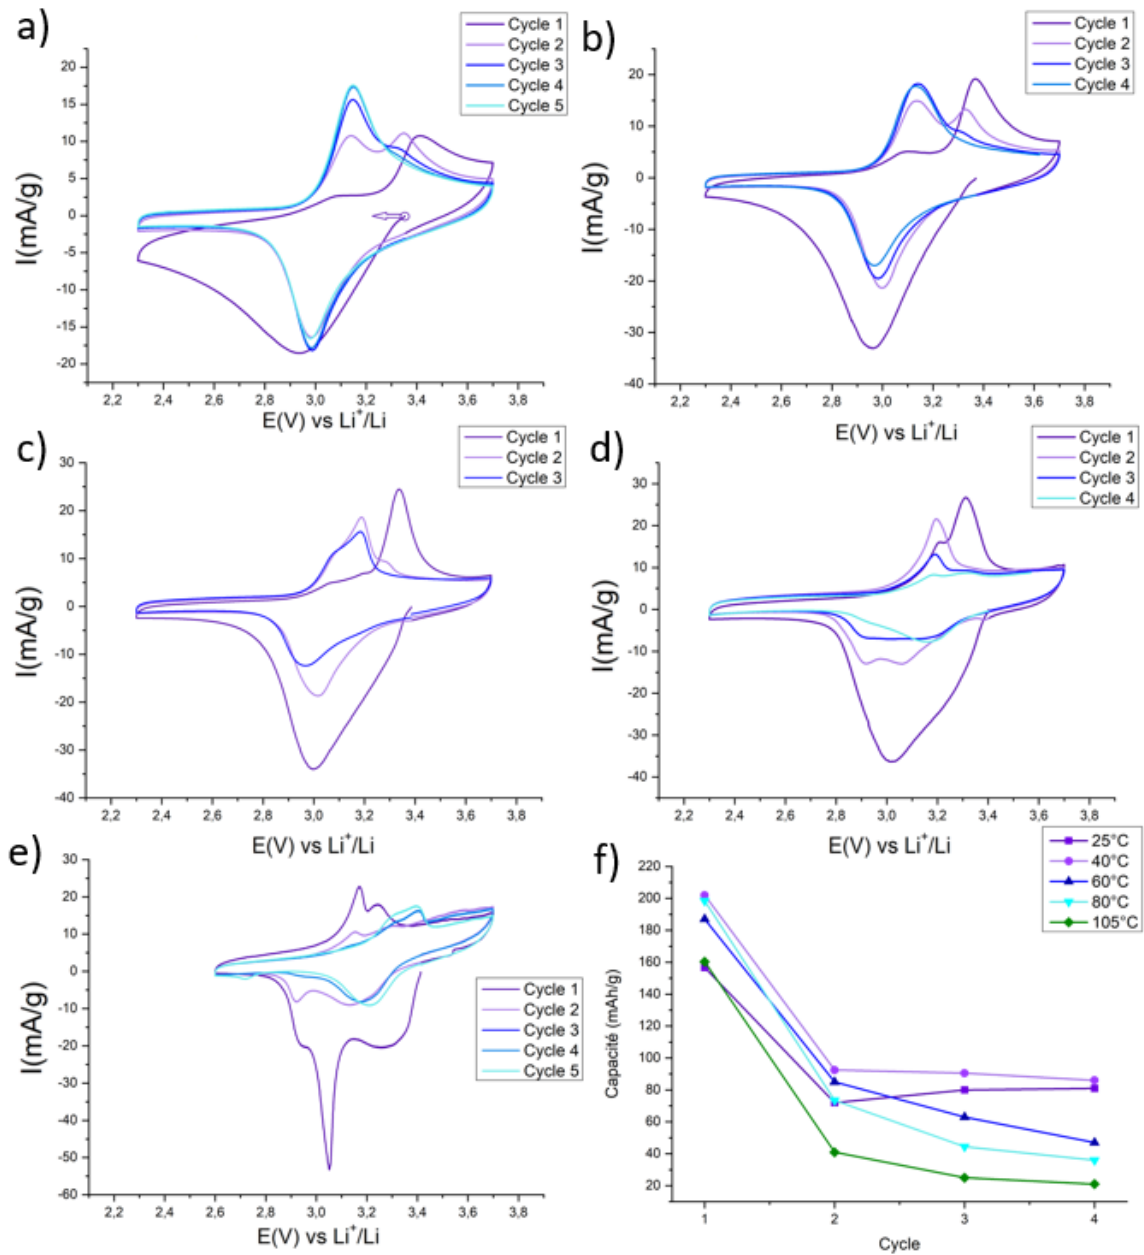 a)
Cycle 1
Cycle 2
Cycle 3
Cycle 4
Cycle 5
20
15
10
5
0
-5
-10
-15
-20
I(mA/g)
2,2 2,4 2,6 2,8 3,0 3,2 3,4 3,6 3,8
E(V) vs Li⁺/Li
b)
Cycle 1
Cycle 2
Cycle 3
Cycle 4
20
10
0
-10
-20
-30
-40
I(mA/g)
2,2 2,4 2,6 2,8 3,0 3,2 3,4 3,6 3,8
E(V) vs Li⁺/Li
c)
Cycle 1
Cycle 2
Cycle 3
30
20
10
0
-10
-20
-30
-40
I(mA/g)
2,2 2,4 2,6 2,8 3,0 3,2 3,4 3,6 3,8
E(V) vs Li⁺/Li
d)
Cycle 1
Cycle 2
Cycle 3
Cycle 4
30
20
10
0
-10
-20
-30
-40
I(mA/g)
2,2 2,4 2,6 2,8 3,0 3,2 3,4 3,6 3,8
E(V) vs Li⁺/Li
e)
30
20
10
0
-10
-20
-30
-40
-50
-60
I(mA/g)
Cycle 1
Cycle 2
Cycle 3
Cycle 4
Cycle 5
2,2 2,4 2,6 2,8 3,0 3,2 3,4 3,6 3,8
E(V) vs Li⁺/Li
f)
25°C
40°C
60°C
80°C
105°C
220
200
180
160
140
120
100
80
60
40
20
Capacité (mAh/g)
1 2 3 4
Cycle